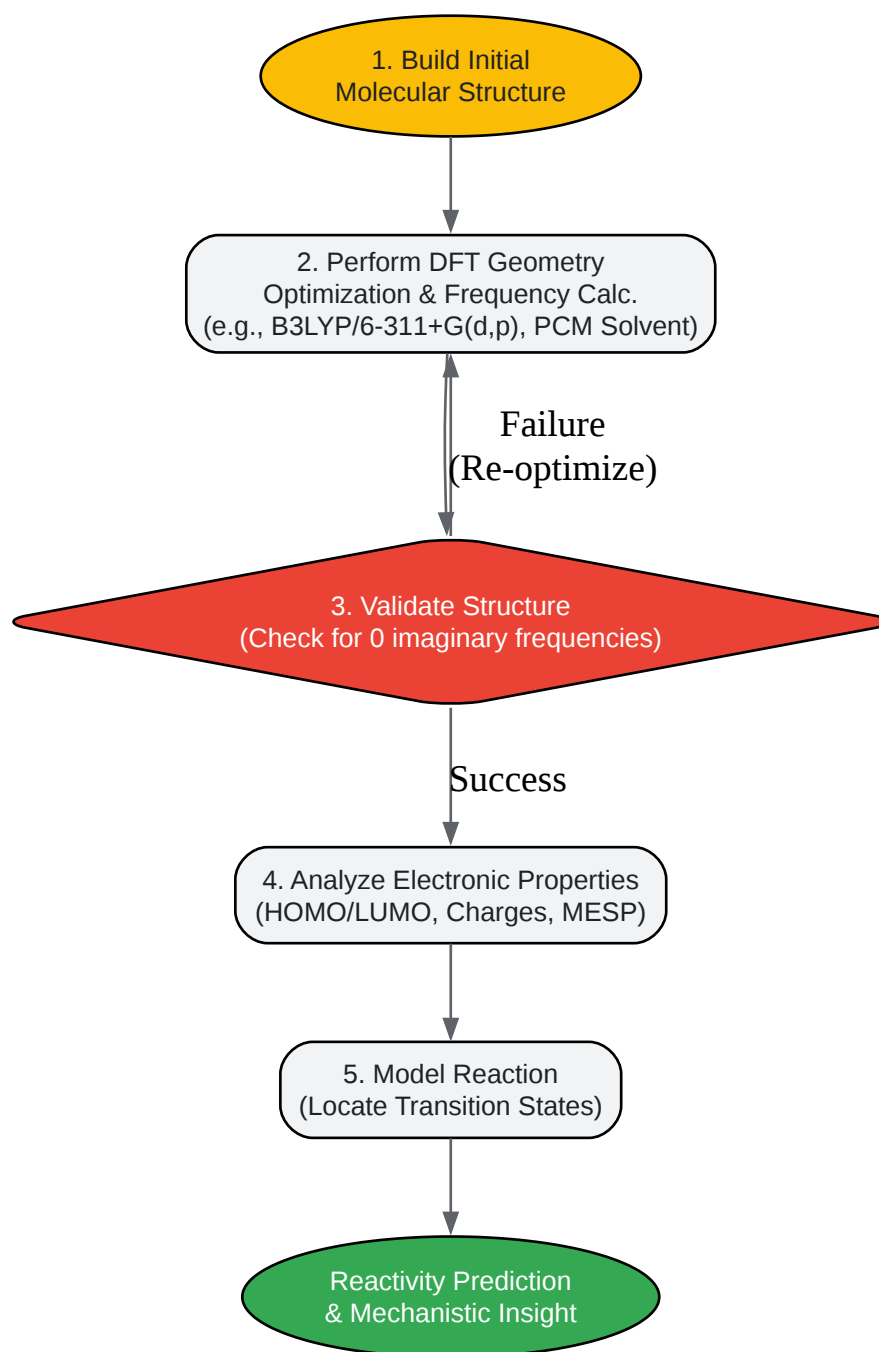 1. Build Initial
Molecular Structure
2. Perform DFT Geometry
Optimization & Frequency Calc.
(e.g., B3LYP/6-311+G(d,p), PCM Solvent)
Failure
(Re-optimize)
3. Validate Structure
(Check for 0 imaginary frequencies)
Success
4. Analyze Electronic Properties
(HOMO/LUMO, Charges, MESP)
5. Model Reaction
(Locate Transition States)
Reactivity Prediction
& Mechanistic Insight